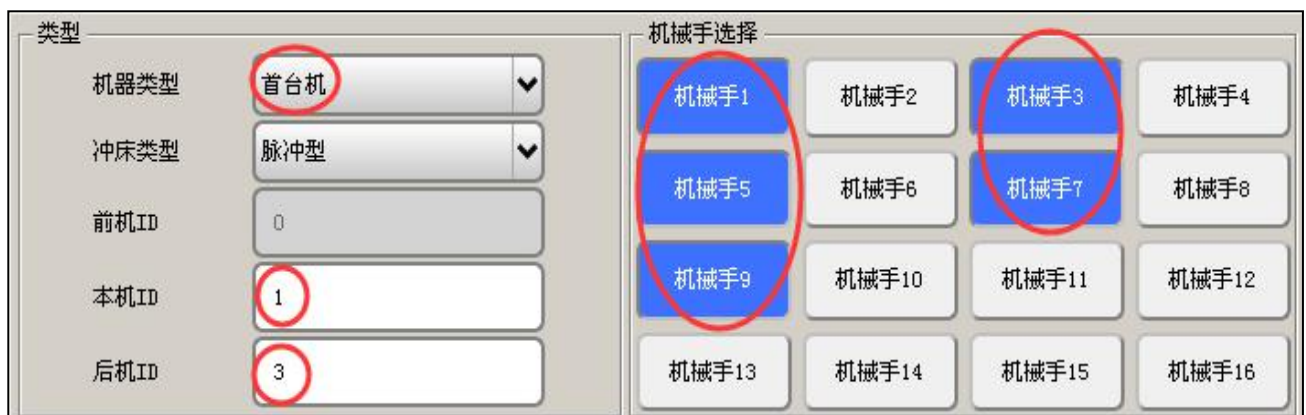 类型
机器类型 首台机
冲床类型 脉冲型
前机ID 0
本机ID 1
后机ID 3
机械手选择
机械手1 机械手2 机械手3 机械手4
机械手5 机械手6 机械手7 机械手8
机械手9 机械手10 机械手11 机械手12
机械手13 机械手14 机械手15 机械手16